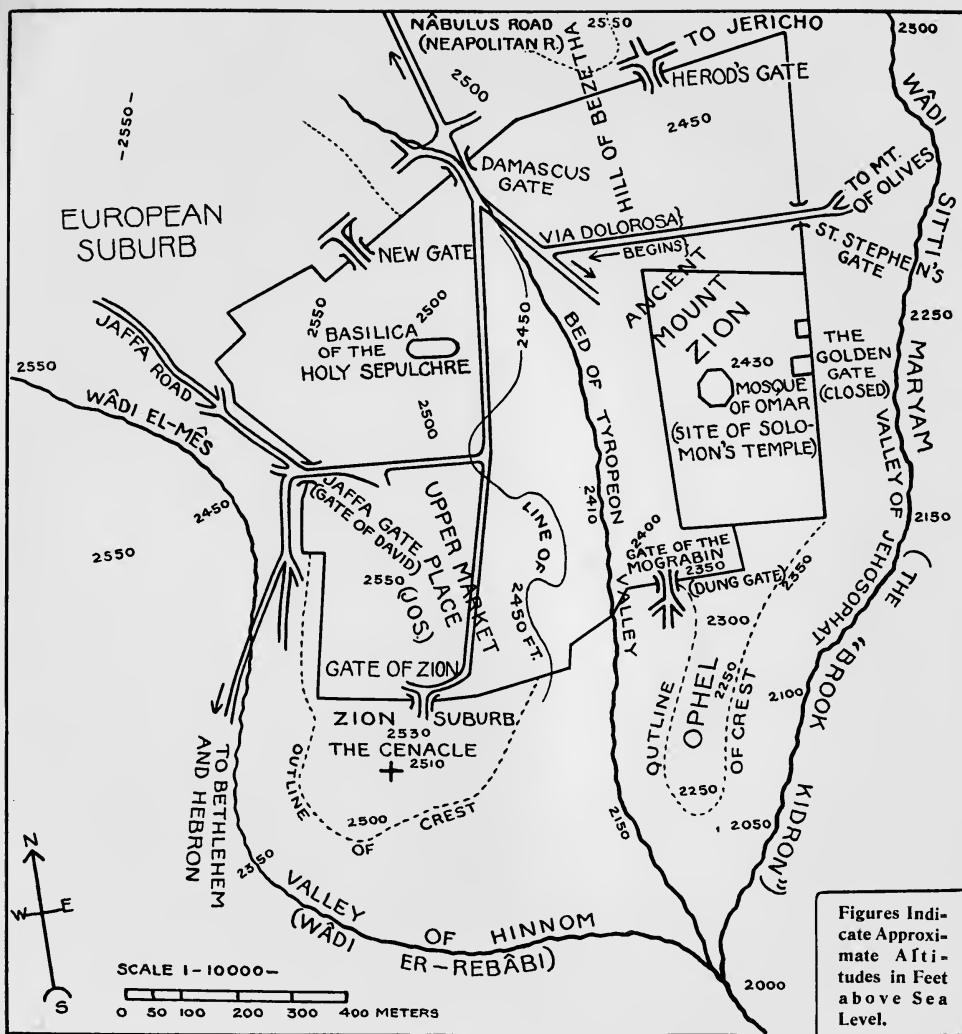 NÂBULUS ROAD
(NEAPOLITAN R.)
2550
TO JERICHO
2300
HEROD'S GATE
-2550-
2500
HILL OF BEZETHA
2450
WÂDI
SITTI
MARYAM
EUROPEAN
SUBURB
DAMASCUS
GATE
TO MT.
OF OLIVES
VIA DOLOROSA}
BEGINS}
ST. STEPHEN'S
GATE
NEW GATE
2550
2500
2450
BASILICA
OF THE
HOLY SEPULCHRE
ANCIENT
MOUNT
ZION
2250
THE
GOLDEN
GATE
(CLOSED)
2430
MOSQUE
OF OMAR
(SITE OF SOLO-
MON'S TEMPLE)
JAFFA
ROAD
2550
WÂDI EL-MÊS
2500
BED OF TYROPEON
VALLEY
2410
2450
JAFFA GATE
(GATE OF DAVID)
UPPER MARKET
PLACE
(JOS.)
2550
LINE OF
2450 FT.
2550
2400
GATE OF THE
MOGRABIN
2350
(DUNG GATE)
2350
2150
VALLEY OF JEHOSOPHAT
(THE
"BROOK
KIDRON")
2300
GATE OF ZION
ZION SUBURB
2530
THE CENACLE
2510
OPHEL
2250
OUTLINE
OF CREST
2250
2100
2050
TO BETHLEHEM
AND HEBRON
OUTLINE
OF
CREST
2500
2150
2350
VALLEY
OF HINNOM
(WÂDI
ER-REBÂBI)
2000
N
W E
S
SCALE 1-10000-
0 50 100 200 300 400 METERS
Figures Indi-
cate Approxi-
mate Alti-
tudes in Feet
above Sea
Level.